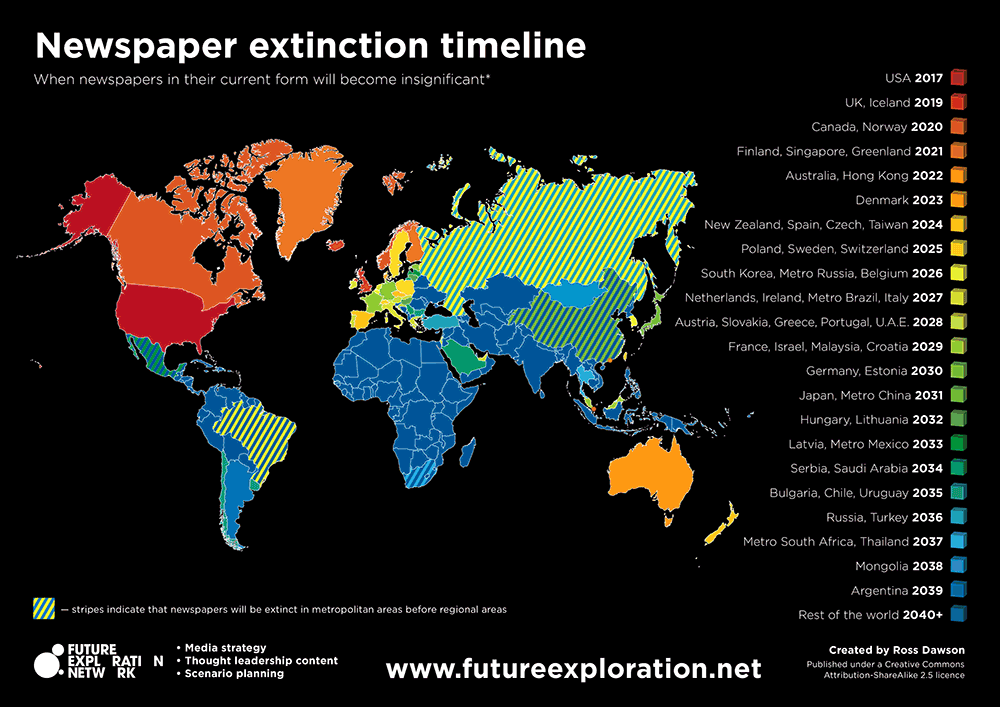 Newspaper extinction timeline
When newspapers in their current form will become insignificant*
USA 2017
UK, Iceland 2019
Canada, Norway 2020
Finland, Singapore, Greenland 2021
Australia, Hong Kong 2022
Denmark 2023
New Zealand, Spain, Czech, Taiwan 2024
Poland, Sweden, Switzerland 2025
South Korea, Metro Russia, Belgium 2026
Netherlands, Ireland, Metro Brazil, Italy 2027
Austria, Slovakia, Greece, Portugal, U.A.E. 2028
France, Israel, Malaysia, Croatia 2029
Germany, Estonia 2030
Japan, Metro China 2031
Hungary, Lithuania 2032
Latvia, Metro Mexico 2033
Serbia, Saudi Arabia 2034
Bulgaria, Chile, Uruguay 2035
Russia, Turkey 2036
Metro South Africa, Thailand 2037
Mongolia 2038
Argentina 2039
Rest of the world 2040+
— stripes indicate that newspapers will be extinct in metropolitan areas before regional areas
FUTURE
EXPL RATI N
NETW RK
• Media strategy
• Thought leadership content
• Scenario planning
www.futureexploration.net
Created by Ross Dawson
Published under a Creative Commons
Attribution-ShareAlike 2.5 licence